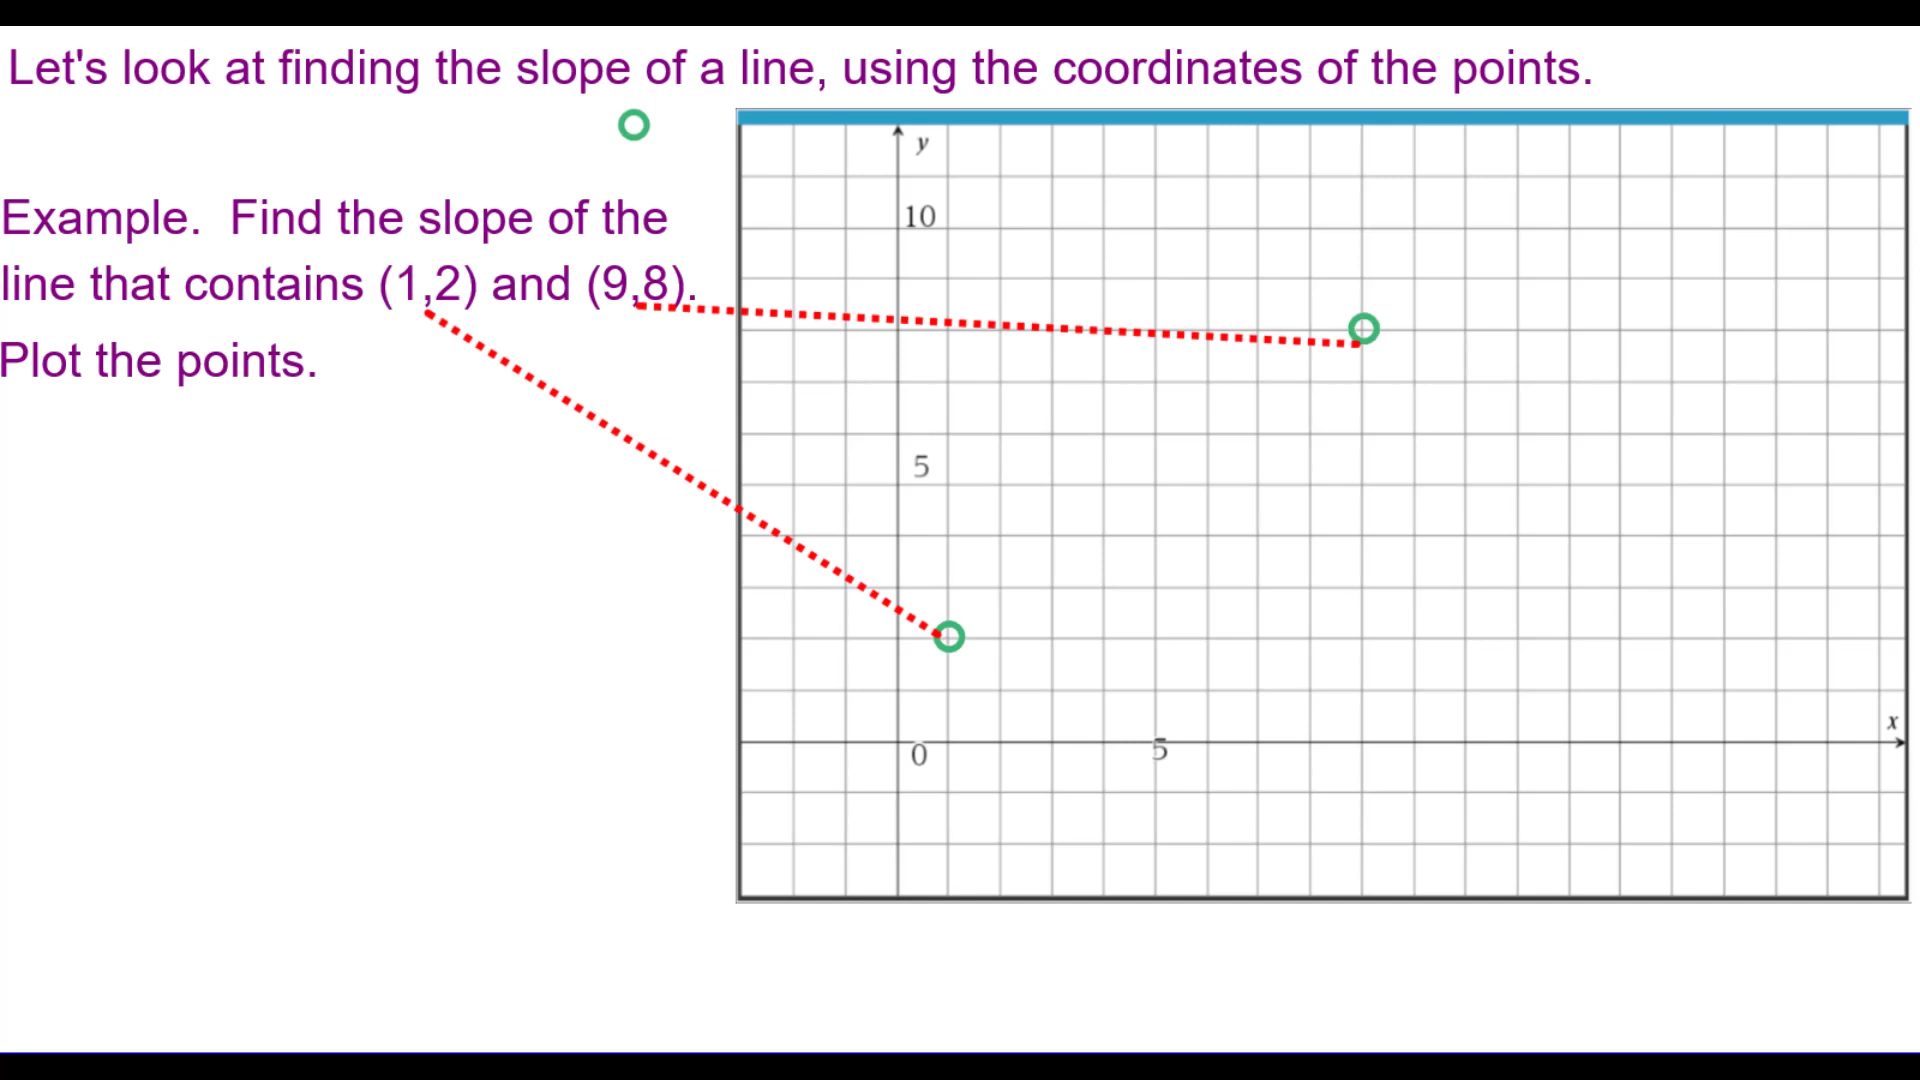 Let's look at finding the slope of a line, using the coordinates of the points.
Example.  Find the slope of the
line that contains (1,2) and (9,8).
Plot the points.
y
10
5
x
0
5